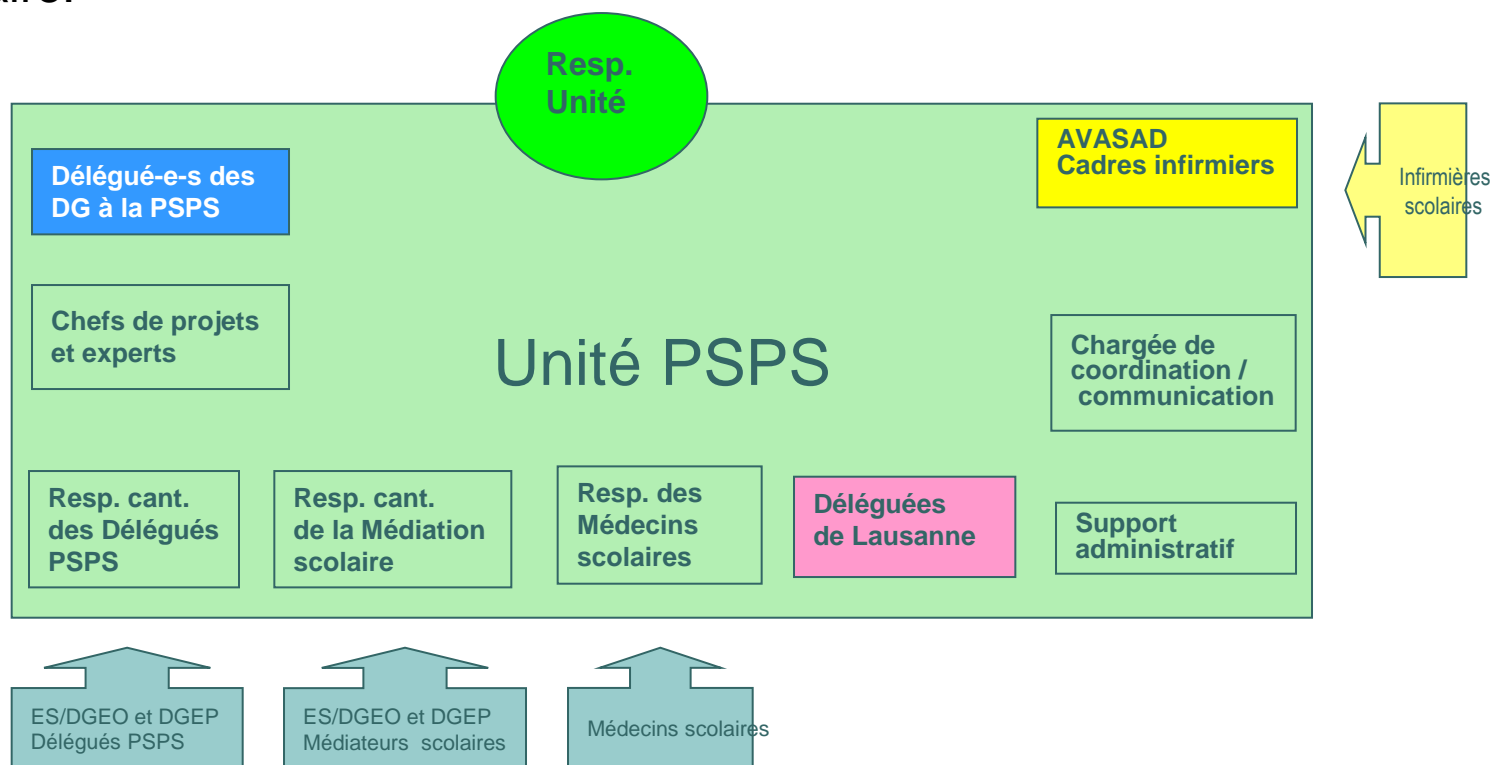 Resp.
Unité
Délégué-e-s des
DG à la PSPS
AVASAD
Cadres infirmiers
Infirmières
scolaires
Chefs de projets
et experts
Unité PSPS
Chargée de
coordination /
communication
Resp. cant.
des Délégués
PSPS
Resp. cant.
de la Médiation
scolaire
Resp. des
Médecins
scolaires
Déléguées
de Lausanne
Support
administratif
ES/DGEO et DGEP
Délégués PSPS
ES/DGEO et DGEP
Médiateurs scolaires
Médecins scolaires